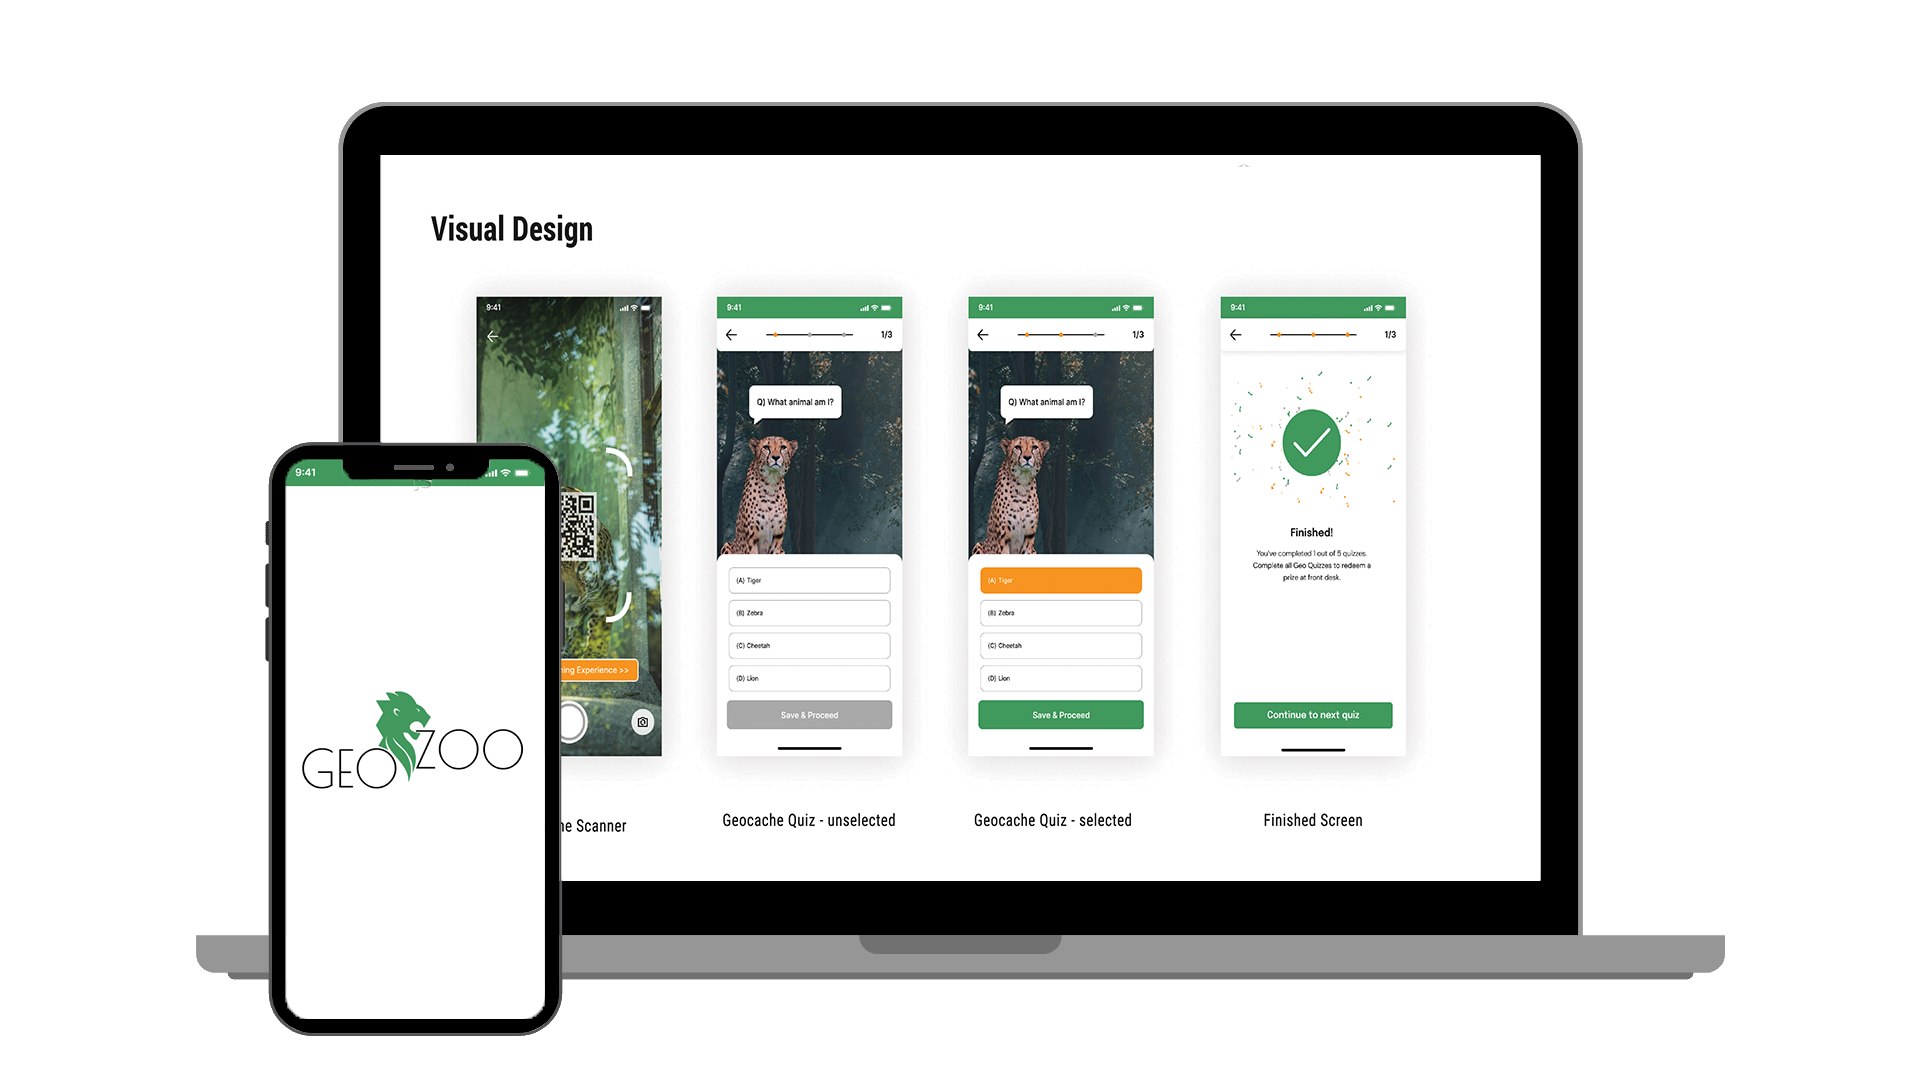 Visual Design
9:41
ning Experience >>
ne Scanner
9:41
1/3
Q) What animal am I?
(A) Tiger
(B) Zebra
(C) Cheetah
(D) Lion
Save & Proceed
Geocache Quiz - unselected
9:41
1/3
Q) What animal am I?
(A) Tiger
(B) Zebra
(C) Cheetah
(D) Lion
Save & Proceed
Geocache Quiz - selected
9:41
1/3
Finished!
You've completed 1 out of 5 quizzes.
Complete all Geo Quizzes to redeem a
prize at front desk.
Continue to next quiz
Finished Screen
9:41
GEO ZOO